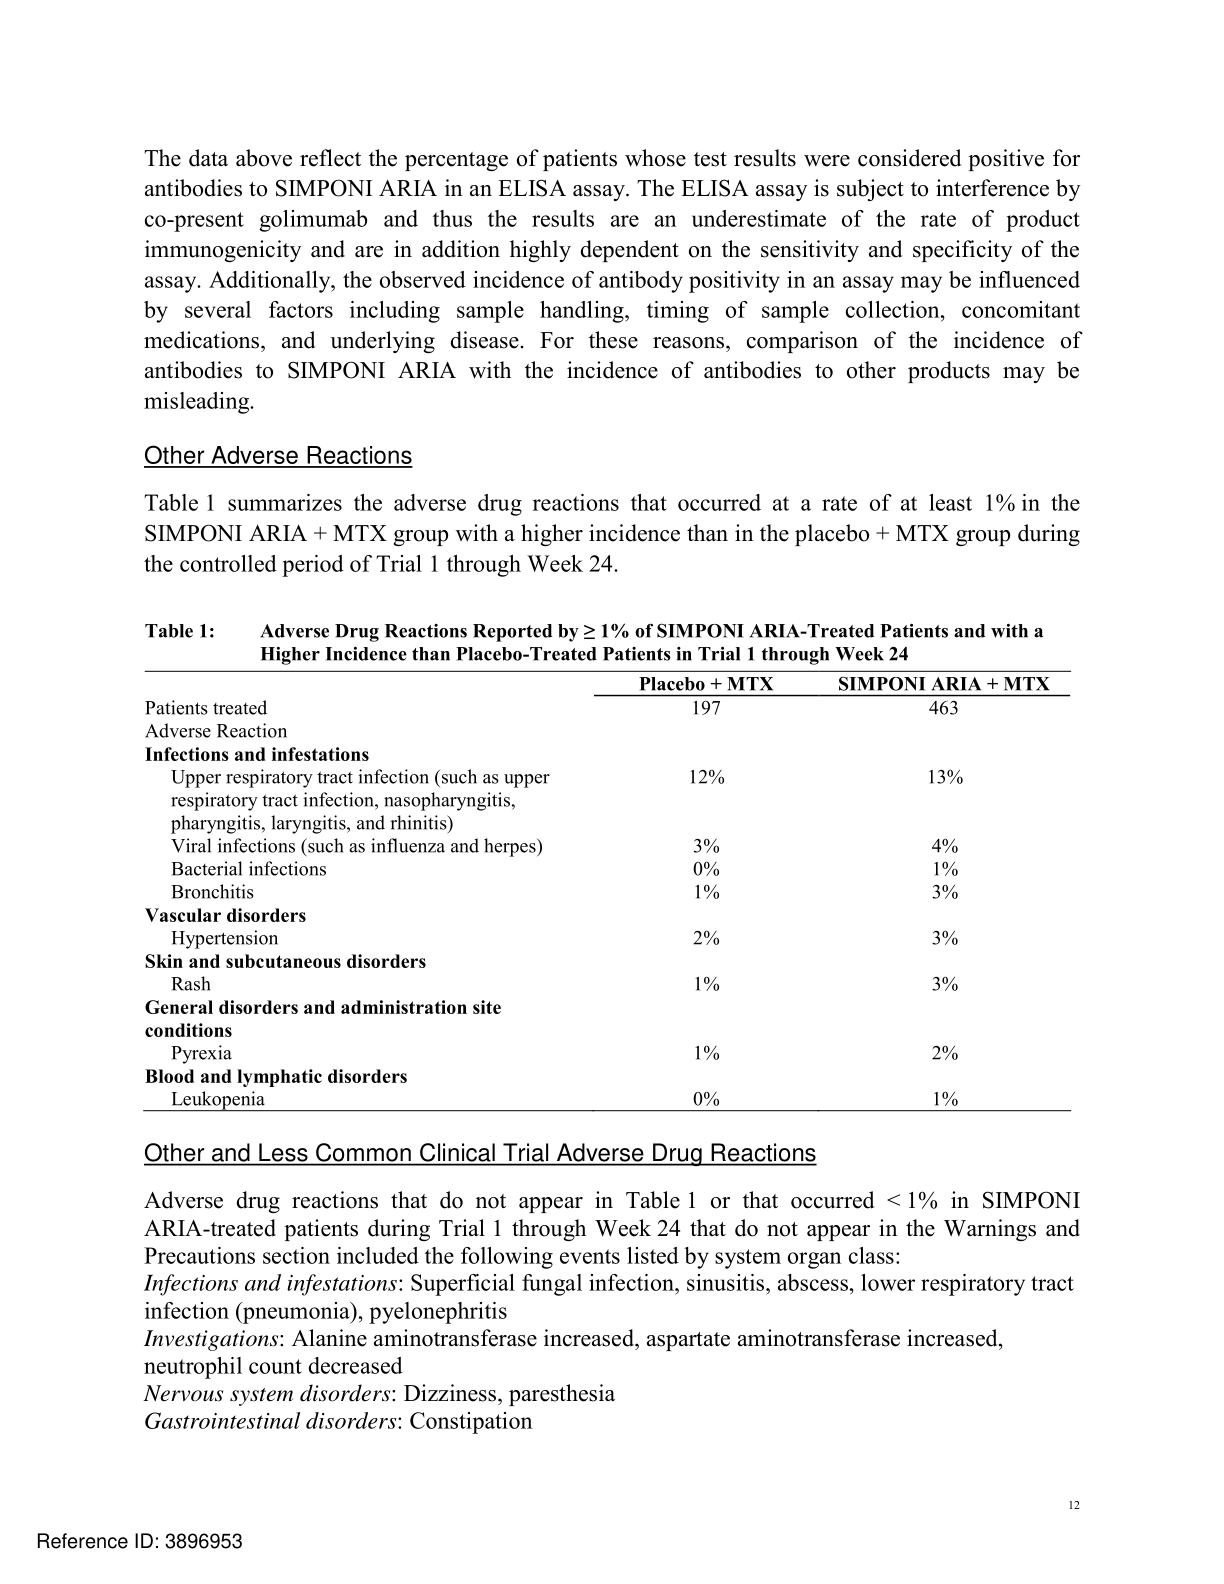 The data above reflect the percentage of patients whose test results were considered positive for
antibodies to SIMPONI ARIA in an ELISA assay. The ELISA assay is subject to interference by
co-present golimumab and thus the results are an underestimate of the rate of product
immunogenicity and are in addition highly dependent on the sensitivity and specificity of the
assay. Additionally, the observed incidence of antibody positivity in an assay may be influenced
by several factors including sample handling, timing of sample collection, concomitant
medications, and underlying disease. For these reasons, comparison of the incidence of
antibodies to SIMPONI ARIA with the incidence of antibodies to other products may be
misleading.
Other Adverse Reactions
Table 1 summarizes the adverse drug reactions that occurred at a rate of at least 1% in the
SIMPONI ARIA + MTX group with a higher incidence than in the placebo + MTX group during
the controlled period of Trial 1 through Week 24.
Table 1: Adverse Drug Reactions Reported by ≥ 1% of SIMPONI ARIA-Treated Patients and with a
Higher Incidence than Placebo-Treated Patients in Trial 1 through Week 24
Placebo + MTX SIMPONI ARIA + MTX
Patients treated 197 463
Adverse Reaction
Infections and infestations
Upper respiratory tract infection (such as upper 12% 13%
respiratory tract infection, nasopharyngitis,
pharyngitis, laryngitis, and rhinitis)
Viral infections (such as influenza and herpes) 3% 4%
Bacterial infections 0% 1%
Bronchitis 1% 3%
Vascular disorders
Hypertension 2% 3%
Skin and subcutaneous disorders
Rash 1% 3%
General disorders and administration site
conditions
Pyrexia 1% 2%
Blood and lymphatic disorders
Leukopenia 0% 1%
Other and Less Common Clinical Trial Adverse Drug Reactions
Adverse drug reactions that do not appear in Table 1 or that occurred < 1% in SIMPONI
ARIA-treated patients during Trial 1 through Week 24 that do not appear in the Warnings and
Precautions section included the following events listed by system organ class:
Infections and infestations: Superficial fungal infection, sinusitis, abscess, lower respiratory tract
infection (pneumonia), pyelonephritis
Investigations: Alanine aminotransferase increased, aspartate aminotransferase increased,
neutrophil count decreased
Nervous system disorders: Dizziness, paresthesia
Gastrointestinal disorders: Constipation
12
Reference ID: 3896953